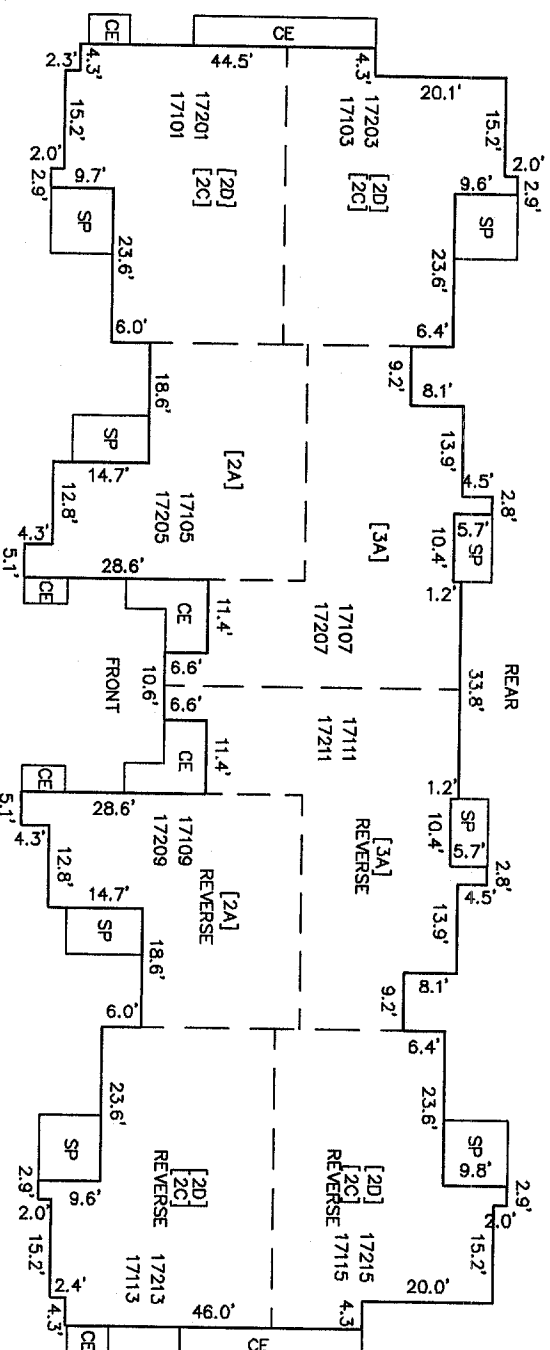 CE
CE
2.3'
4.3'
44.5'
4.3'
20.1'
15.2'
17201
17101
[2D]
[2C]
17203
17103
[2D]
[2C]
15.2'
2.0'
2.9'
2.0'
2.9'
9.7'
SP
9.6'
SP
23.6'
23.6'
6.0'
6.4'
9.2'
8.1'
18.6'
13.9'
SP
14.7'
[2A]
4.5'
2.8'
12.8'
17105
17205
[3A]
5.7'
SP
10.4'
4.3'
5.1'
28.6'
1.2'
CE
CE
11.4'
17107
17207
6.6'
FRONT
10.6'
REAR
33.8'
6.6'
17111
17211
CE
11.4'
CE
1.2'
5.1'
28.6'
SP
10.4'
5.7'
4.3'
17109
17209
[3A]
REVERSE
2.8'
4.5'
12.8'
[2A]
REVERSE
14.7'
SP
13.9'
18.6'
8.1'
9.2'
6.0'
6.4'
23.6'
23.6'
SP
SP
9.8'
2.9'
9.6'
2.9'
2.0'
[2D]
[2C]
REVERSE
[2D]
[2C]
REVERSE
2.0'
15.2'
17213
17113
17215
17115
15.2'
2.4'
20.0'
4.3'
46.0'
4.3'
CE
CE